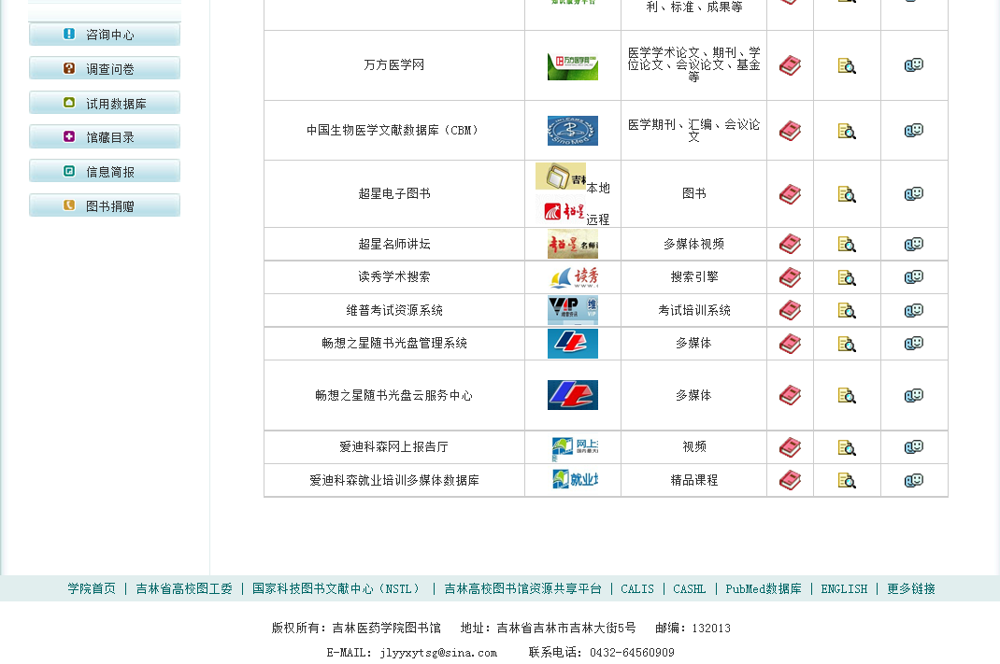 利、标准、成果等
咨询中心
调查问卷
试用数据库
馆藏目录
信息简报
图书捐赠
万方医学网
万方医学网
医学学术论文、期刊、学
位论文、会议论文、基金
等
中国生物医学文献数据库（CBM）
SinoMed
医学期刊、汇编、会议论
文
超星电子图书
吉林
本地
超星
远程
图书
超星名师讲坛
超星 名师讲
多媒体视频
读秀学术搜索
读秀
www.
搜索引擎
维普考试资源系统
VIP 维
考试培训系统
畅想之星随书光盘管理系统
多媒体
畅想之星随书光盘云服务中心
多媒体
爱迪科森网上报告厅
网上
视频
爱迪科森就业培训多媒体数据库
就业培
精品课程
学院首页 | 吉林省高校图工委 | 国家科技图书文献中心（NSTL） | 吉林高校图书馆资源共享平台 | CALIS | CASHL | PubMed数据库 | ENGLISH | 更多链接
版权所有：吉林医药学院图书馆 地址：吉林省吉林市吉林大街5号 邮编：132013
E-MAIL：jlyyxytsg@sina.com 联系电话：0432-64560909